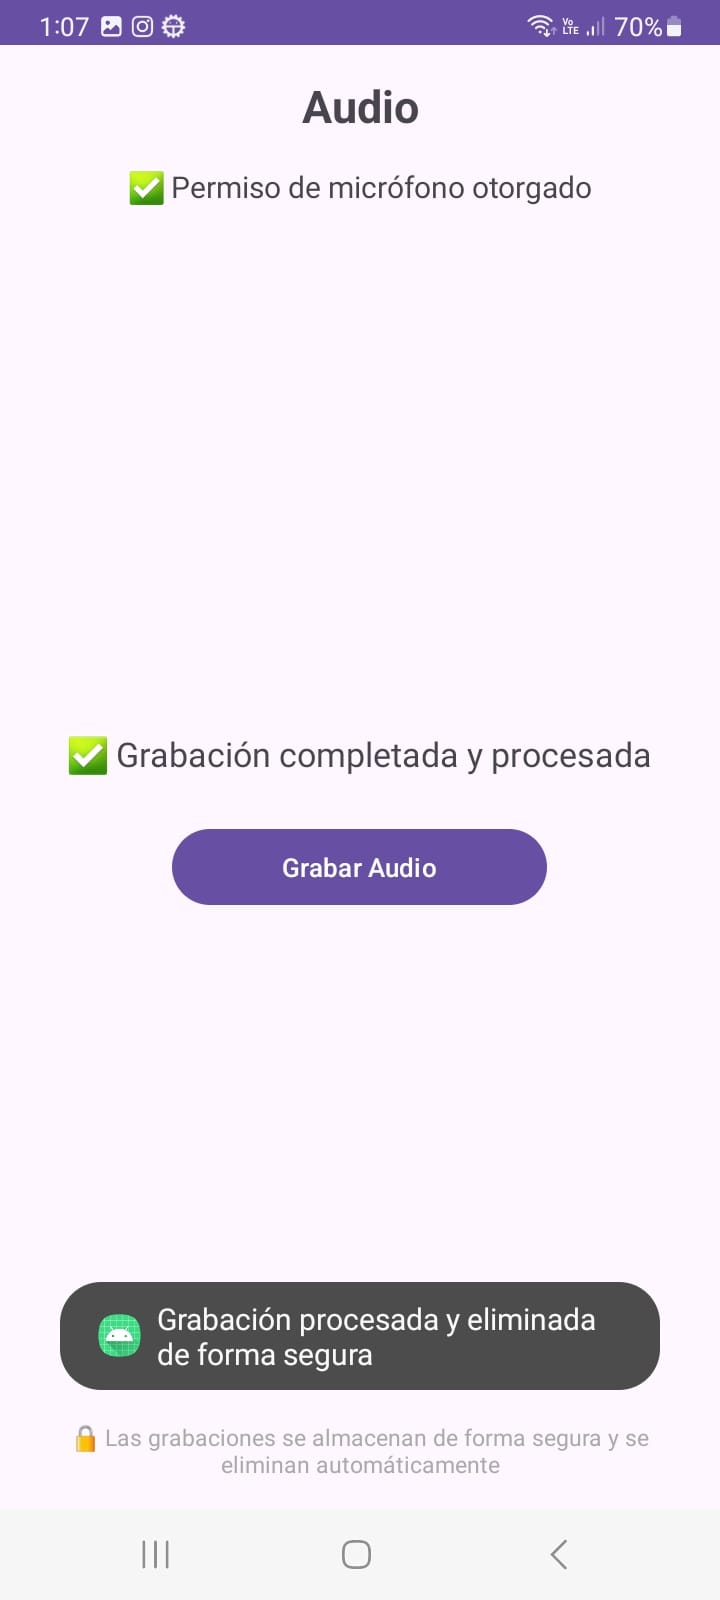 1:07 Vo LTE 70%
Audio
✅ Permiso de micrófono otorgado
✅ Grabación completada y procesada
Grabar Audio
Grabación procesada y eliminada
de forma segura
🔒 Las grabaciones se almacenan de forma segura y se
eliminan automáticamente